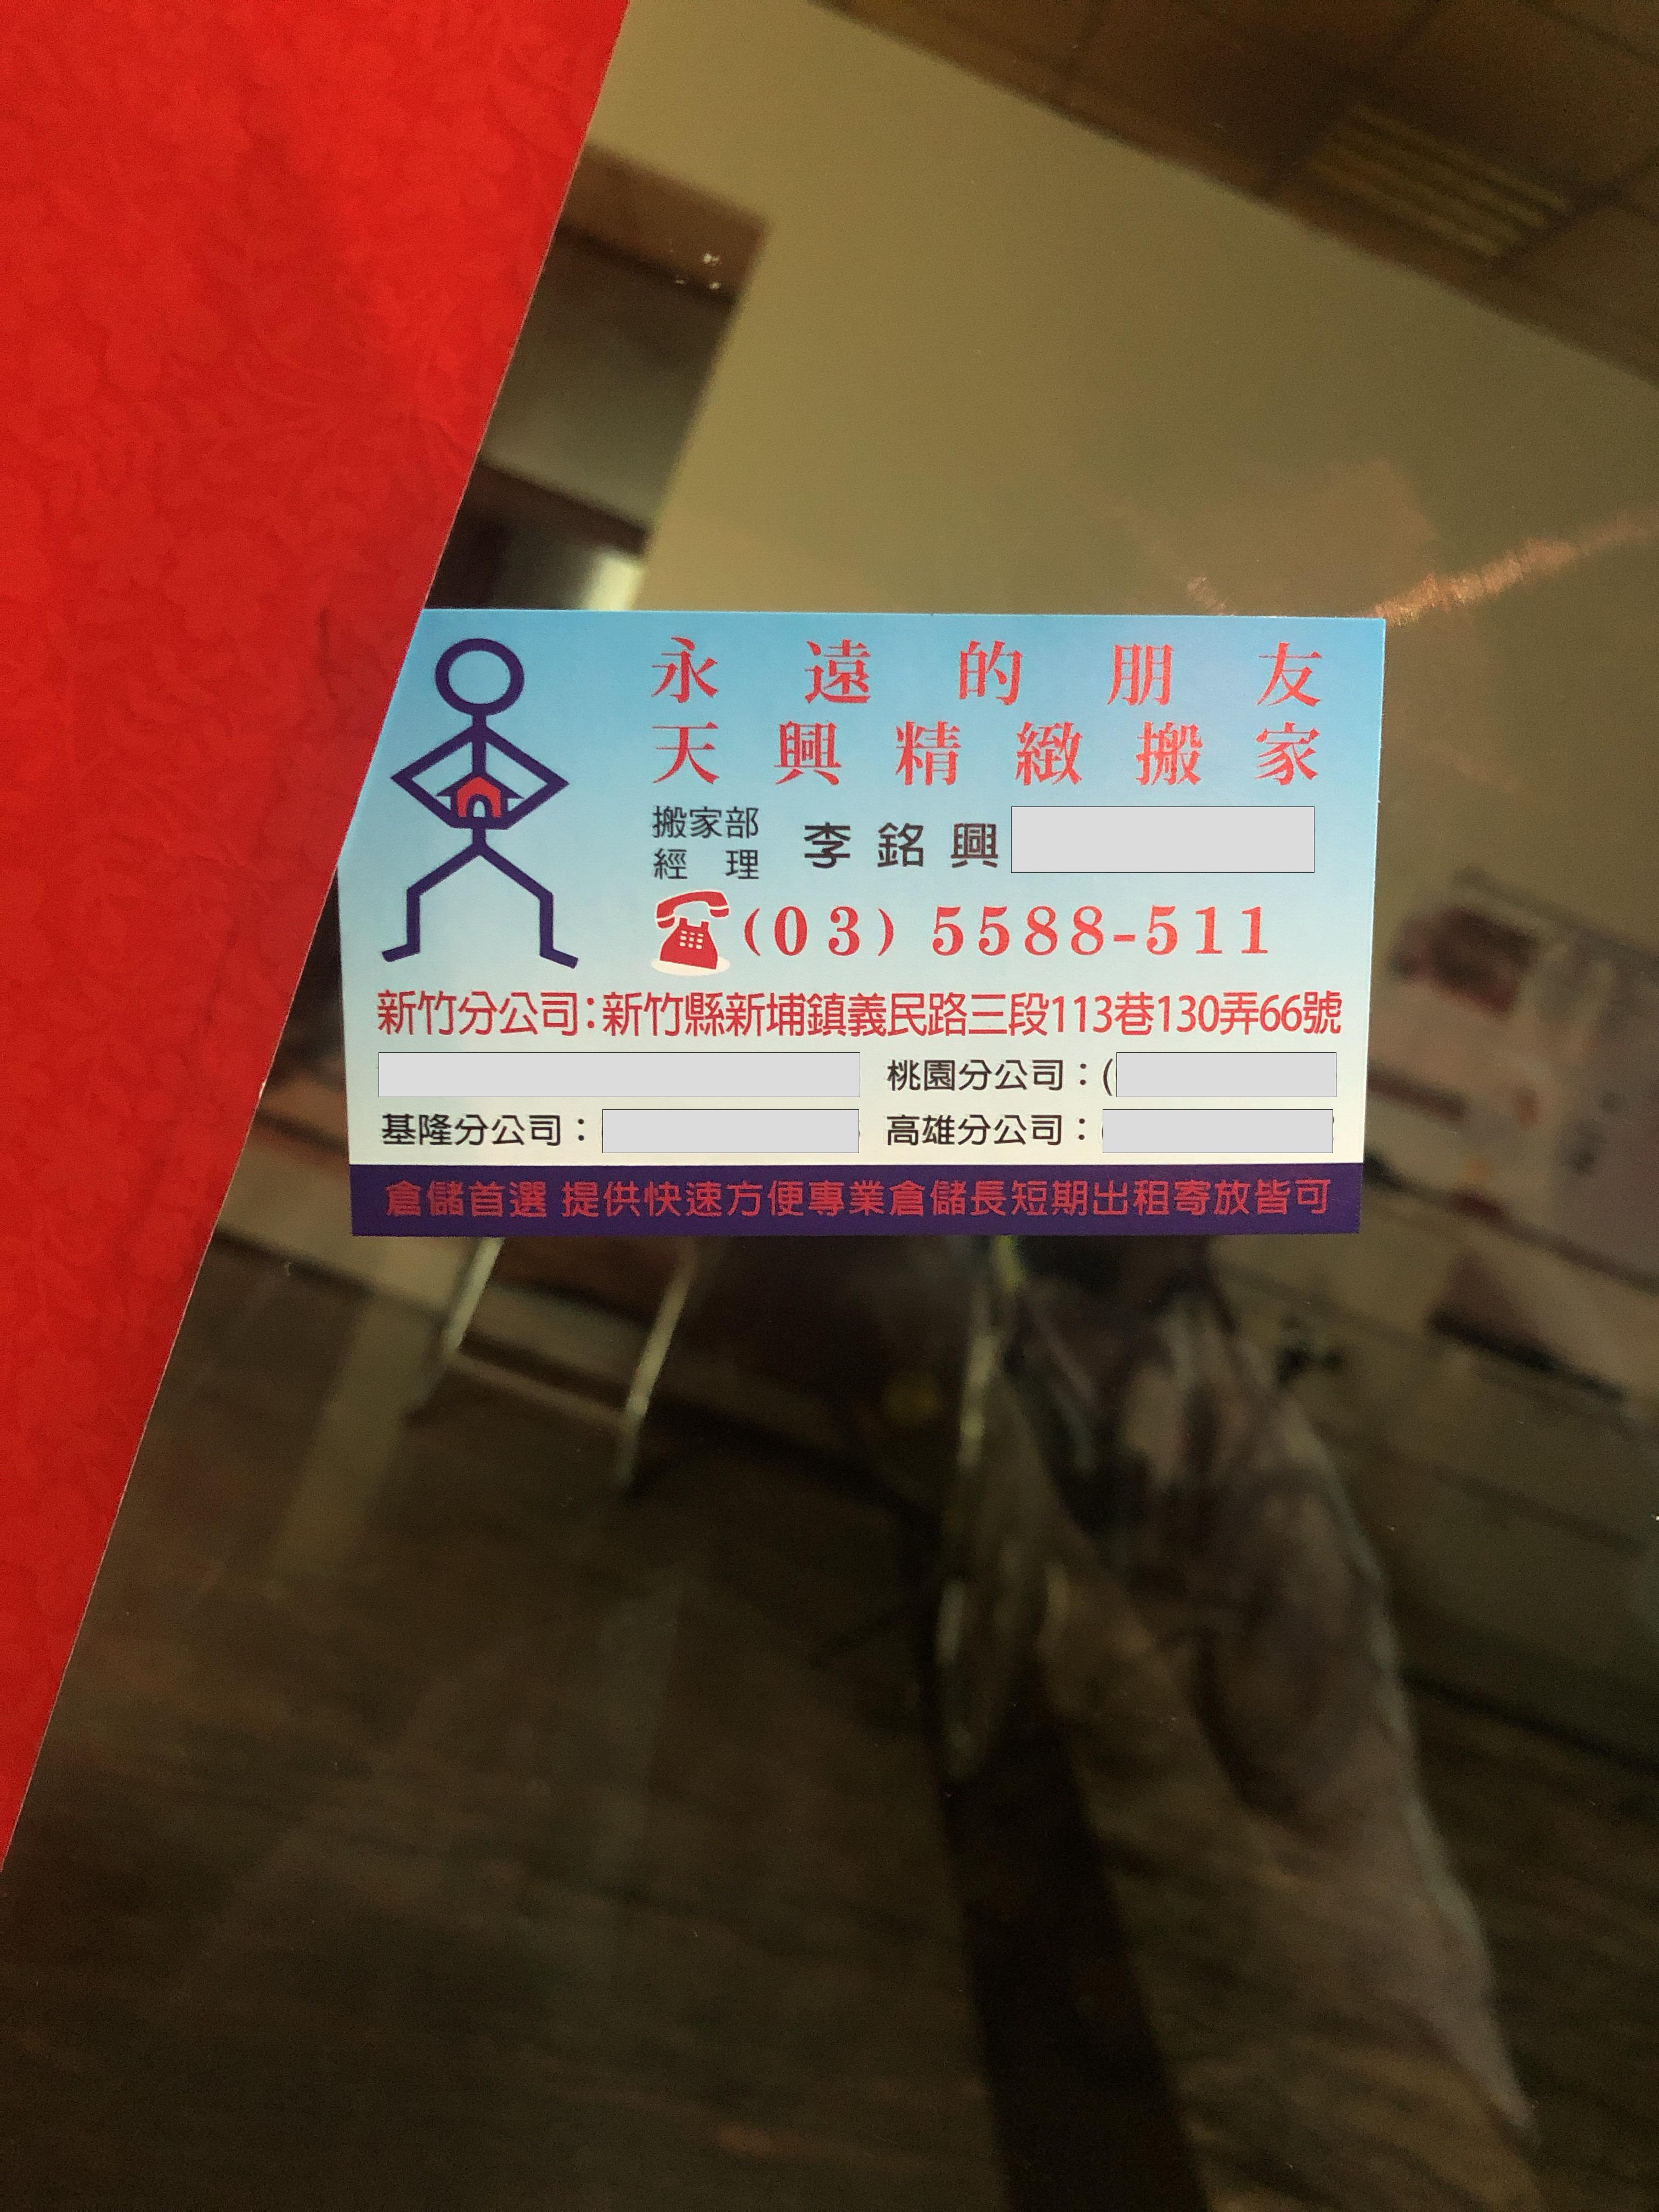 永遠的朋友
天興精緻搬家
搬家部
經理
李銘興
(03) 5588-511
新竹分公司:新竹縣新埔鎮義民路三段113巷130弄66號
桃園分公司：(
基隆分公司：
高雄分公司：
倉儲首選 提供快速方便專業倉儲長短期出租寄放皆可